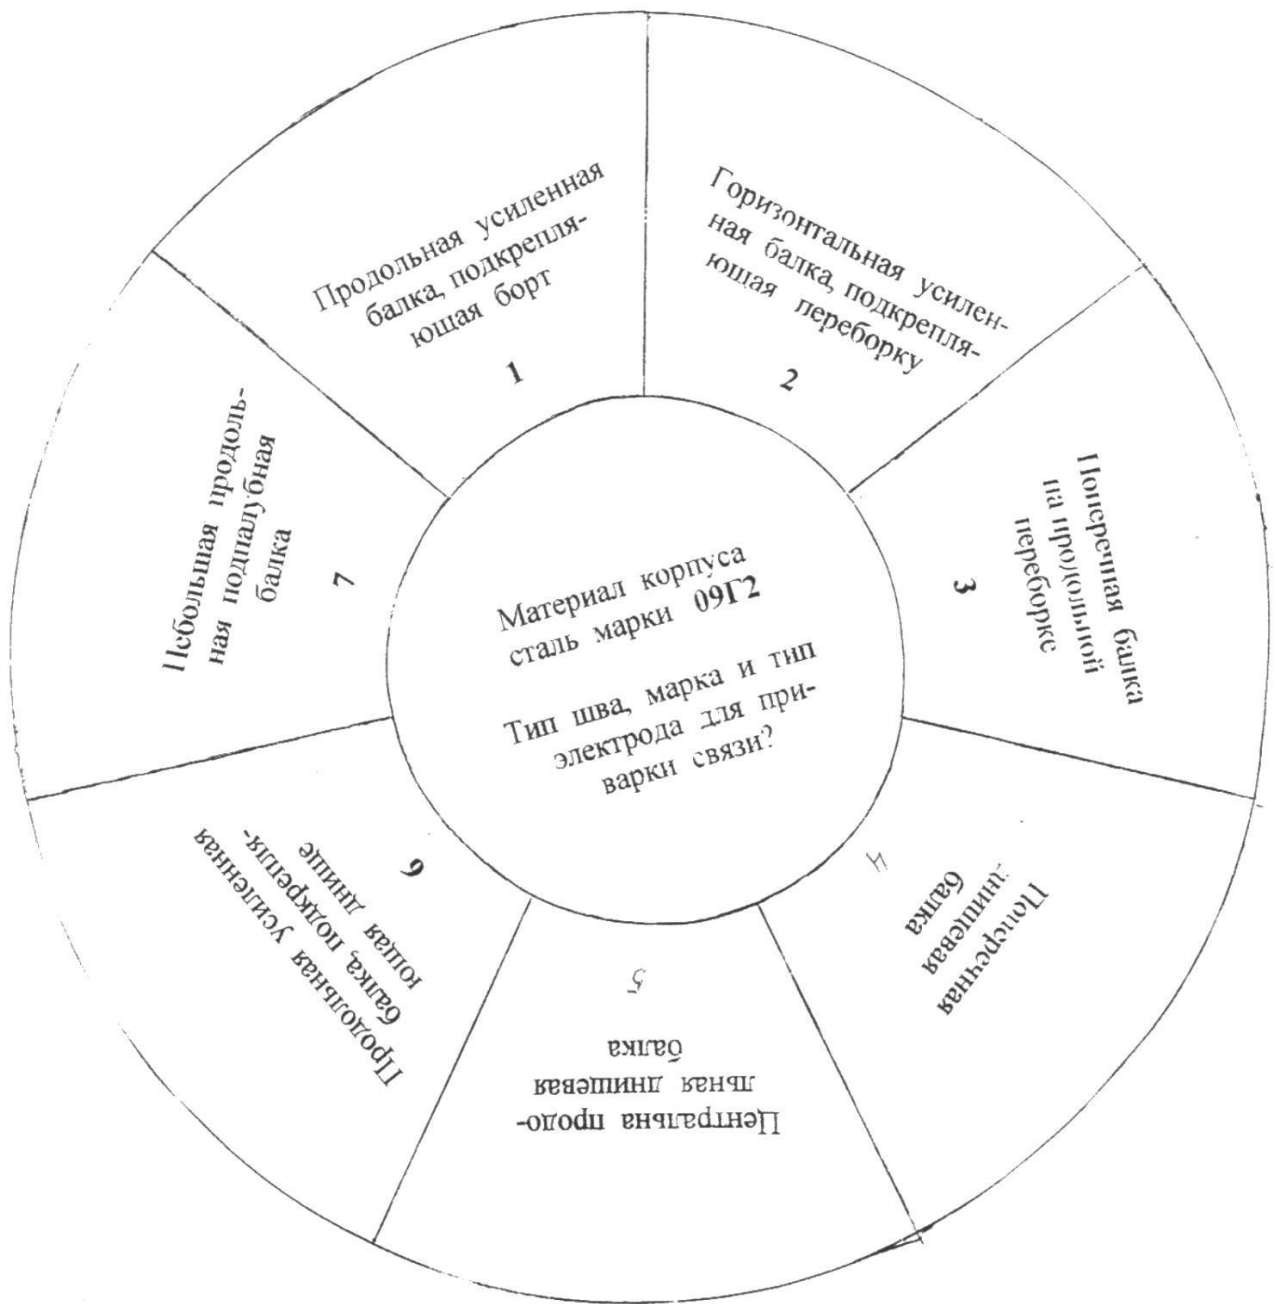 Продольная усиленная
балка, подкрепля-
ющая борт
1
Горизонтальная усилен-
ная балка, подкрепля-
ющая переборку
2
Поперечная балка
на продольной
переборке
3
Поперечная
днищевая
балка
4
Центральна продо-
льная днищевая
балка
5
Продольная усиленная
балка, подкрепля-
ющая днище
6
Небольшая продоль-
ная подпалубная
балка
7
Материал корпуса
сталь марки 09Г2
Тип шва, марка и тип
электрода для при-
варки связи?